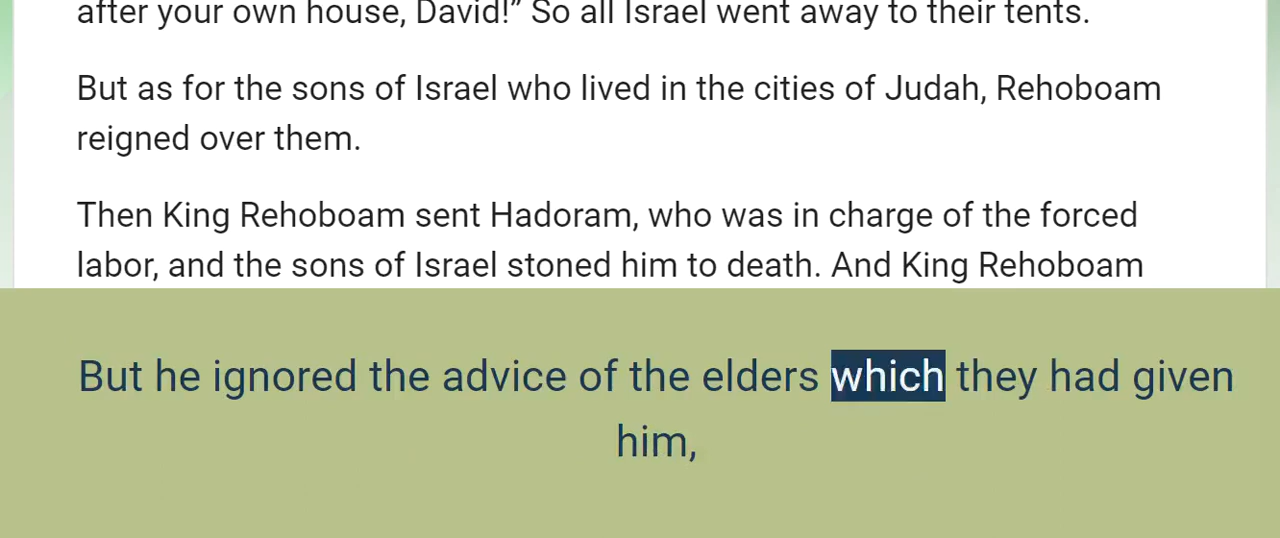 after your own house, David!” So all Israel went away to their tents.
But as for the sons of Israel who lived in the cities of Judah, Rehoboam
reigned over them.
Then King Rehoboam sent Hadoram, who was in charge of the forced
labor, and the sons of Israel stoned him to death. And King Rehoboam
But he ignored the advice of the elders which they had given
him,